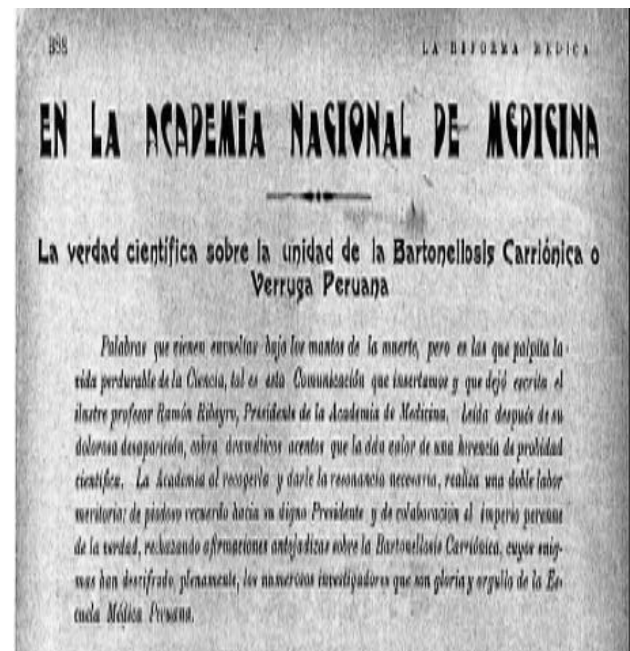 LA REFORMA MEDICA
EN LA ACADEMIA NACIONAL DE MEDICINA
La verdad científica sobre la unidad de la Bartonellosis Carriónica o
Verruga Peruana
Palabras que vienen envueltas bajo los mantos de la muerte, pero en las que palpita la
vida perdurable de la Ciencia, tal es esta Comunicación que insertamos y que dejó escrita el
ilustre profesor Ramón Ribeyro, Presidente de la Academia de Medicina. Leída después de su
dolorosa desaparición, cobra dramáticos acentos que la dan valor de una herencia de probidad
científica. La Academia al recogerla y darle la resonancia necesaria, realiza una doble labor
meritoria: de piadoso recuerdo hacia su digno Presidente y de colaboración al imperio perenne
de la verdad, rechazando afirmaciones antojadizas sobre la Bartonellosis Carriónica, cuyos enig-
mas han descifrado plenamente, los numerosos investigadores que son gloria y orgullo de la Es-
cuela Médica Peruana.